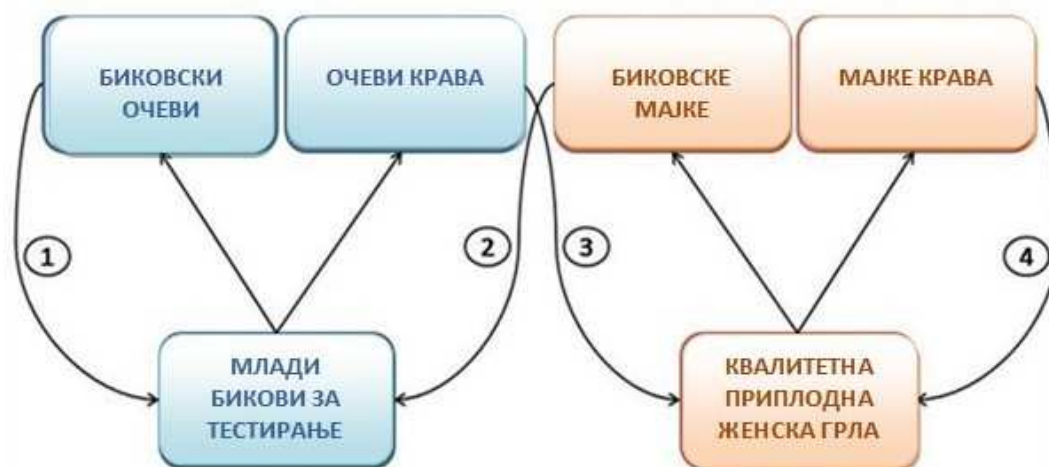 БИКОВСКИ
ОЧЕВИ
ОЧЕВИ КРАВА
БИКОВСКЕ
МАЈКЕ
МАЈКЕ КРАВА
1
2
3
4
МЛАДИ
БИКОВИ ЗА
ТЕСТИРАЊЕ
КВАЛИТЕТНА
ПРИПЛОДНА
ЖЕНСКА ГРЛА